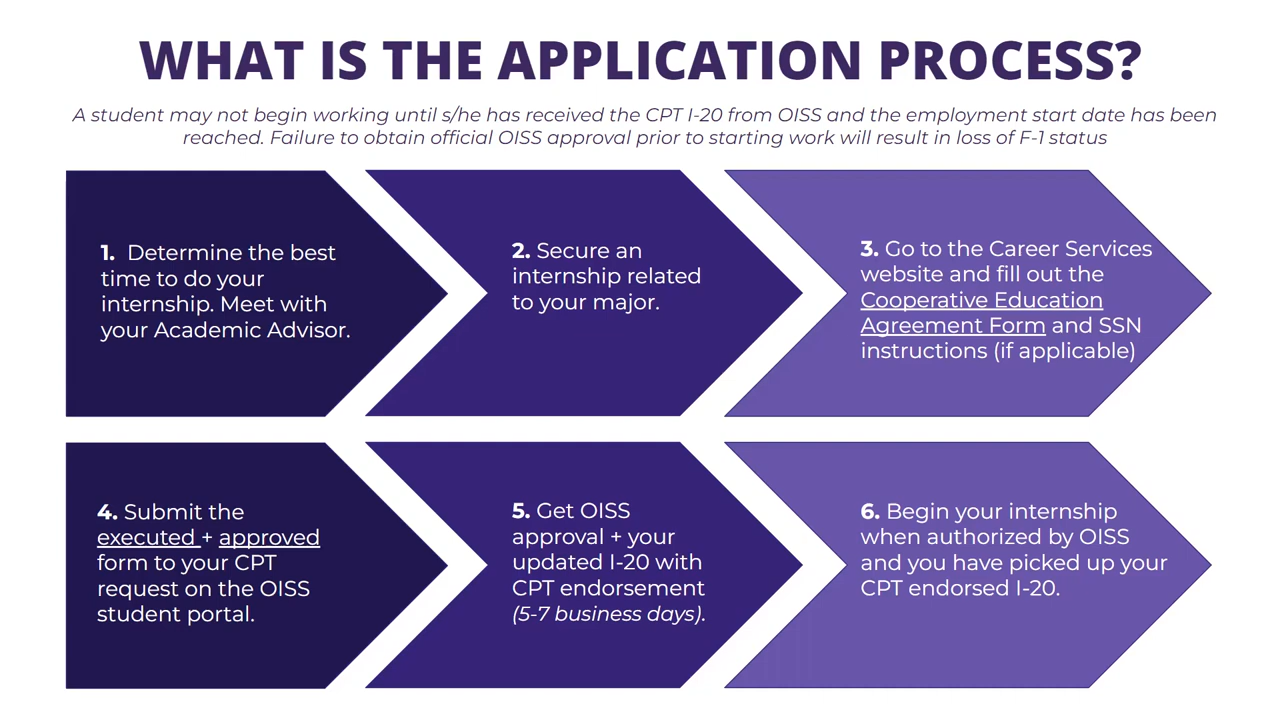 WHAT IS THE APPLICATION PROCESS?
A student may not begin working until s/he has received the CPT I-20 from OISS and the employment start date has been
reached. Failure to obtain official OISS approval prior to starting work will result in loss of F-1 status
1. Determine the best
time to do your
internship. Meet with
your Academic Advisor.
2. Secure an
internship related
to your major.
3. Go to the Career Services
website and fill out the
Cooperative Education
Agreement Form and SSN
instructions (if applicable)
4. Submit the
executed + approved
form to your CPT
request on the OISS
student portal.
5. Get OISS
approval + your
updated I-20 with
CPT endorsement
(5-7 business days).
6. Begin your internship
when authorized by OISS
and you have picked up your
CPT endorsed I-20.